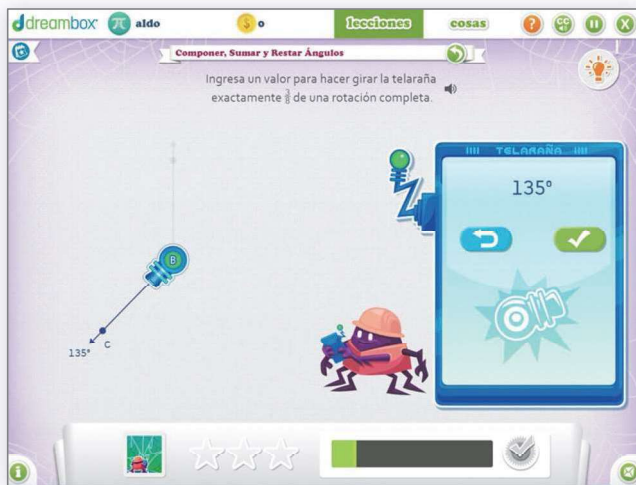 dreambox
π aldo
$ 0
lecciones
cosas
?
CC
X
Componer, Sumar y Restar Ángulos
Ingresa un valor para hacer girar la telaraña
exactamente 3/8 de una rotación completa.
TELARAÑA
135°
B
C
135°
i